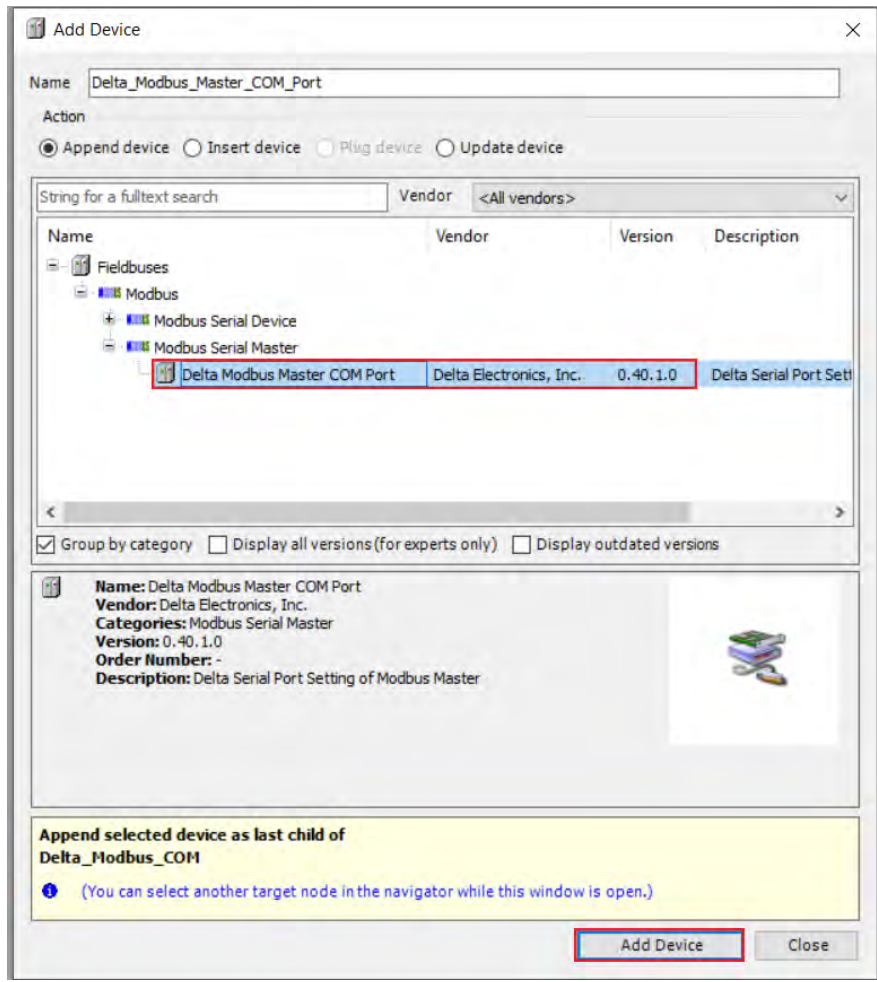 Add Device
Name Delta_Modbus_Master_COM_Port
Action
Append device Insert device Plug device Update device
String for a fulltext search Vendor <All vendors>
Name Vendor Version Description
Fieldbuses
Modbus
Modbus Serial Device
Modbus Serial Master
Delta Modbus Master COM Port Delta Electronics, Inc. 0.40.1.0 Delta Serial Port Sett
Group by category Display all versions (for experts only) Display outdated versions
Name: Delta Modbus Master COM Port
Vendor: Delta Electronics, Inc.
Categories: Modbus Serial Master
Version: 0.40.1.0
Order Number: -
Description: Delta Serial Port Setting of Modbus Master
Append selected device as last child of
Delta_Modbus_COM
(You can select another target node in the navigator while this window is open.)
Add Device Close